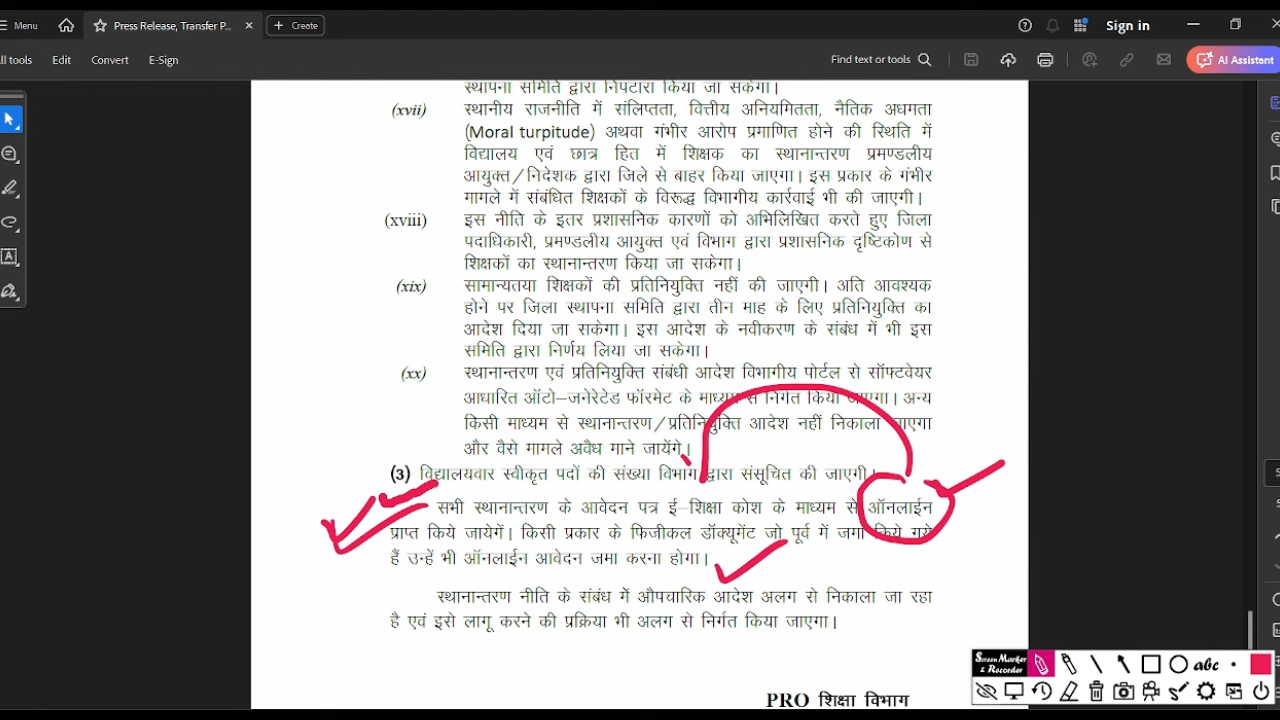 Menu
Press Release, Transfer P...
Create
Sign in
ll tools
Edit
Convert
E-Sign
Find text or tools
AI Assistant
स्थापना समिति द्वारा निपटारा किया जा सकेगा।
(xvii) स्थानीय राजनीति में संलिप्तता, वित्तीय अनियमितता, नैतिक अधमता
(Moral turpitude) अथवा गंभीर आरोप प्रमाणित होने की स्थिति में
विद्यालय एवं छात्र हित में शिक्षक का स्थानान्तरण प्रमण्डलीय
आयुक्त/निदेशक द्वारा जिले से बाहर किया जाएगा। इस प्रकार के गंभीर
मामले में संबंधित शिक्षकों के विरूद्ध विभागीय कार्रवाई भी की जाएगी।
(xviii) इस नीति के इतर प्रशासनिक कारणों को अभिलिखित करते हुए जिला
पदाधिकारी, प्रमण्डलीय आयुक्त एवं विभाग द्वारा प्रशासनिक दृष्टिकोण से
शिक्षकों का स्थानान्तरण किया जा सकेगा।
(xix) सामान्यतया शिक्षकों की प्रतिनियुक्ति नहीं की जाएगी। अति आवश्यक
होने पर जिला स्थापना समिति द्वारा तीन माह के लिए प्रतिनियुक्ति का
आदेश दिया जा सकेगा। इस आदेश के नवीकरण के संबंध में भी इस
समिति द्वारा निर्णय लिया जा सकेगा।
(xx) स्थानान्तरण एवं प्रतिनियुक्ति संबंधी आदेश विभागीय पोर्टल से सॉफ्टवेयर
आधारित ऑटो–जनेरेटेड फॉरमेट के माध्यम से निर्गत किया जाएगा। अन्य
किसी माध्यम से स्थानान्तरण/प्रतिनियुक्ति आदेश नहीं निकाला जाएगा
और वैसे मामले अवैध माने जायेंगे।
(3) विद्यालयवार स्वीकृत पदों की संख्या विभाग द्वारा संसूचित की जाएगी।
सभी स्थानान्तरण के आवेदन पत्र ई–शिक्षा कोश के माध्यम से ऑनलाईन
प्राप्त किये जायेगें। किसी प्रकार के फिजीकल डॉक्यूमेंट जो पूर्व में जमा किये गये
हैं उन्हें भी ऑनलाईन आवेदन जमा करना होगा।
स्थानान्तरण नीति के संबंध में औपचारिक आदेश अलग से निकाला जा रहा
है एवं इसे लागू करने की प्रक्रिया भी अलग से निर्गत किया जाएगा।
Screen Marker
& Recorder
abc
PRO शिक्षा विभाग